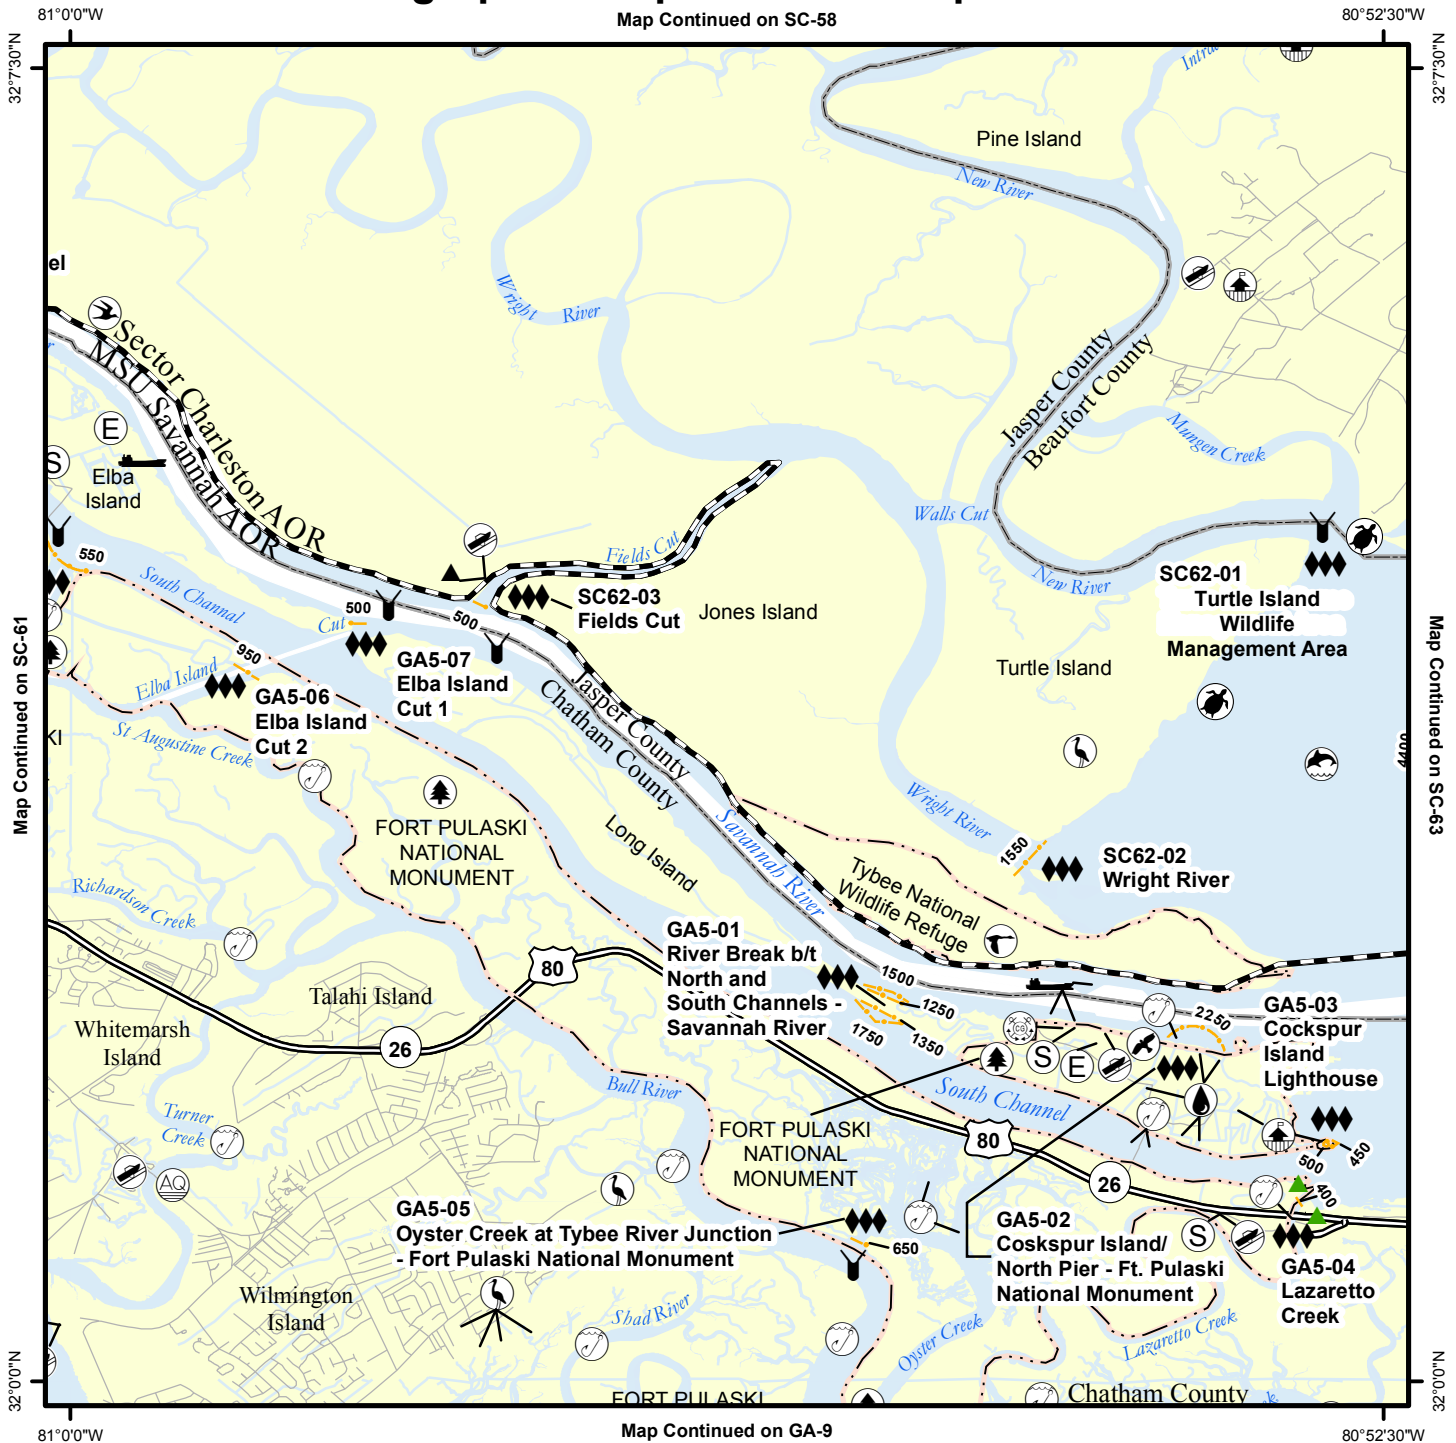 81°0'0"W
Map Continued on SC-58
80°52'30"W
32°7'30"N
32°7'30"N
Intra
Pine Island
New River
el
Wright River
Sector Charleston AOR
MSU Savannah AOR
Jasper County
Beaufort County
Mungen Creek
E
S
Elba
Island
Walls Cut
Fields Cut
New River
550
South Channal
500
Cut
500
SC62-03
Fields Cut
Jones Island
SC62-01
Turtle Island
Wildlife
Management Area
Map Continued on SC-61
Map Continued on SC-63
950
Elba Island
GA5-07
Elba Island
Cut 1
GA5-06
Elba Island
Cut 2
Turtle Island
Jasper County
Chatham County
KI
St Augustine Creek
4400
FORT PULASKI
NATIONAL
MONUMENT
Long Island
Savannah River
Wright River
1550
SC62-02
Wright River
Tybee National
Wildlife Refuge
Richardson Creek
GA5-01
River Break b/t
North and
South Channels -
Savannah River
80
1500
1250
1350
1750
Talahi Island
Whitemarsh
Island
26
CG
S
E
2250
GA5-03
Cockspur
Island
Lighthouse
Bull River
South Channel
Turner
Creek
FORT PULASKI
NATIONAL
MONUMENT
80
26
AQ
500
450
400
GA5-05
Oyster Creek at Tybee River Junction
- Fort Pulaski National Monument
650
GA5-02
Coskspur Island/
North Pier - Ft. Pulaski
National Monument
S
GA5-04
Lazaretto
Creek
Wilmington
Island
Shad River
Oyster Creek
Lazaretto Creek
FORT PULASKI
Chatham County
32°0'0"N
32°0'0"N
81°0'0"W
Map Continued on GA-9
80°52'30"W